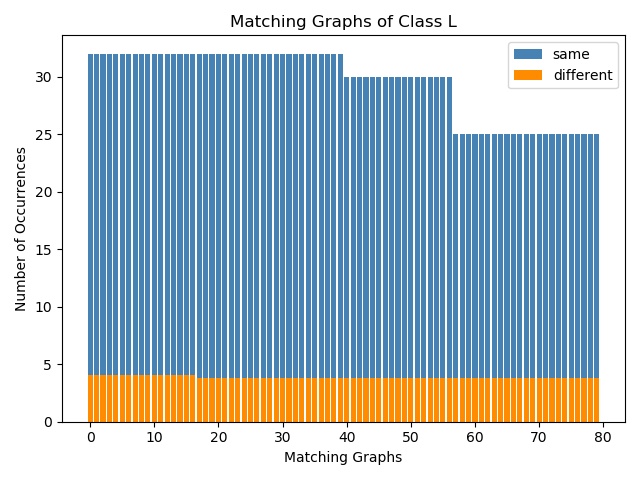 Matching Graphs of Class L
same
different
Number of Occurrences
30
25
20
15
10
5
0
0 10 20 30 40 50 60 70 80
Matching Graphs